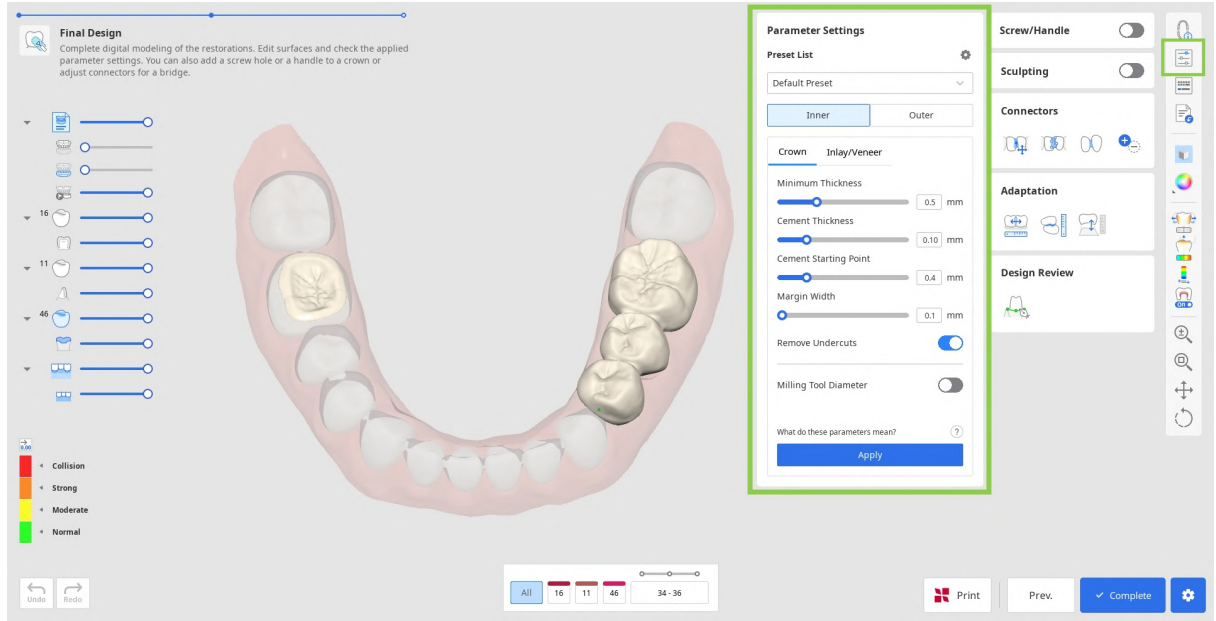 Final Design
Complete digital modeling of the restorations. Edit surfaces and check the applied
parameter settings. You can also add a screw hole or a handle to a crown or
adjust connectors for a bridge.
16
11
46
0.00
Collision
Strong
Moderate
Normal
Undo
Redo
All
16
11
46
34 - 36
Parameter Settings
Preset List
Default Preset
Inner
Outer
Crown
Inlay/Veneer
Minimum Thickness
0.5 mm
Cement Thickness
0.10 mm
Cement Starting Point
0.4 mm
Margin Width
0.1 mm
Remove Undercuts
Milling Tool Diameter
What do these parameters mean?
?
Apply
Screw/Handle
Sculpting
Connectors
Adaptation
Design Review
ON
Print
Prev.
Complete